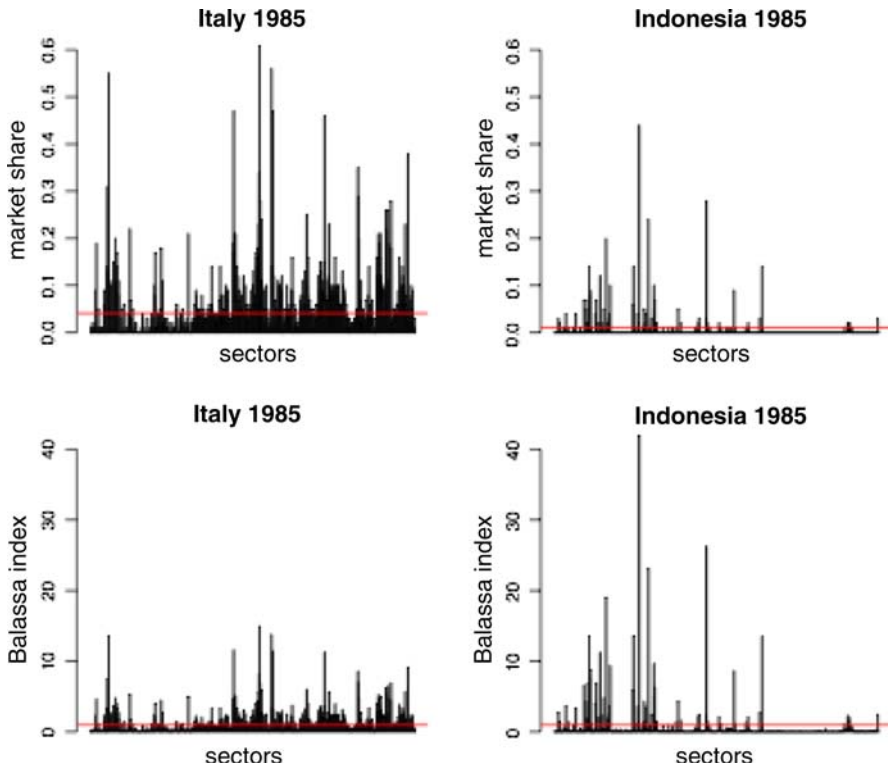 Italy 1985
market share
0.0 0.1 0.2 0.3 0.4 0.5 0.6
sectors
Indonesia 1985
market share
0.0 0.1 0.2 0.3 0.4 0.5 0.6
sectors
Italy 1985
Balassa index
0 10 20 30 40
sectors
Indonesia 1985
Balassa index
0 10 20 30 40
sectors